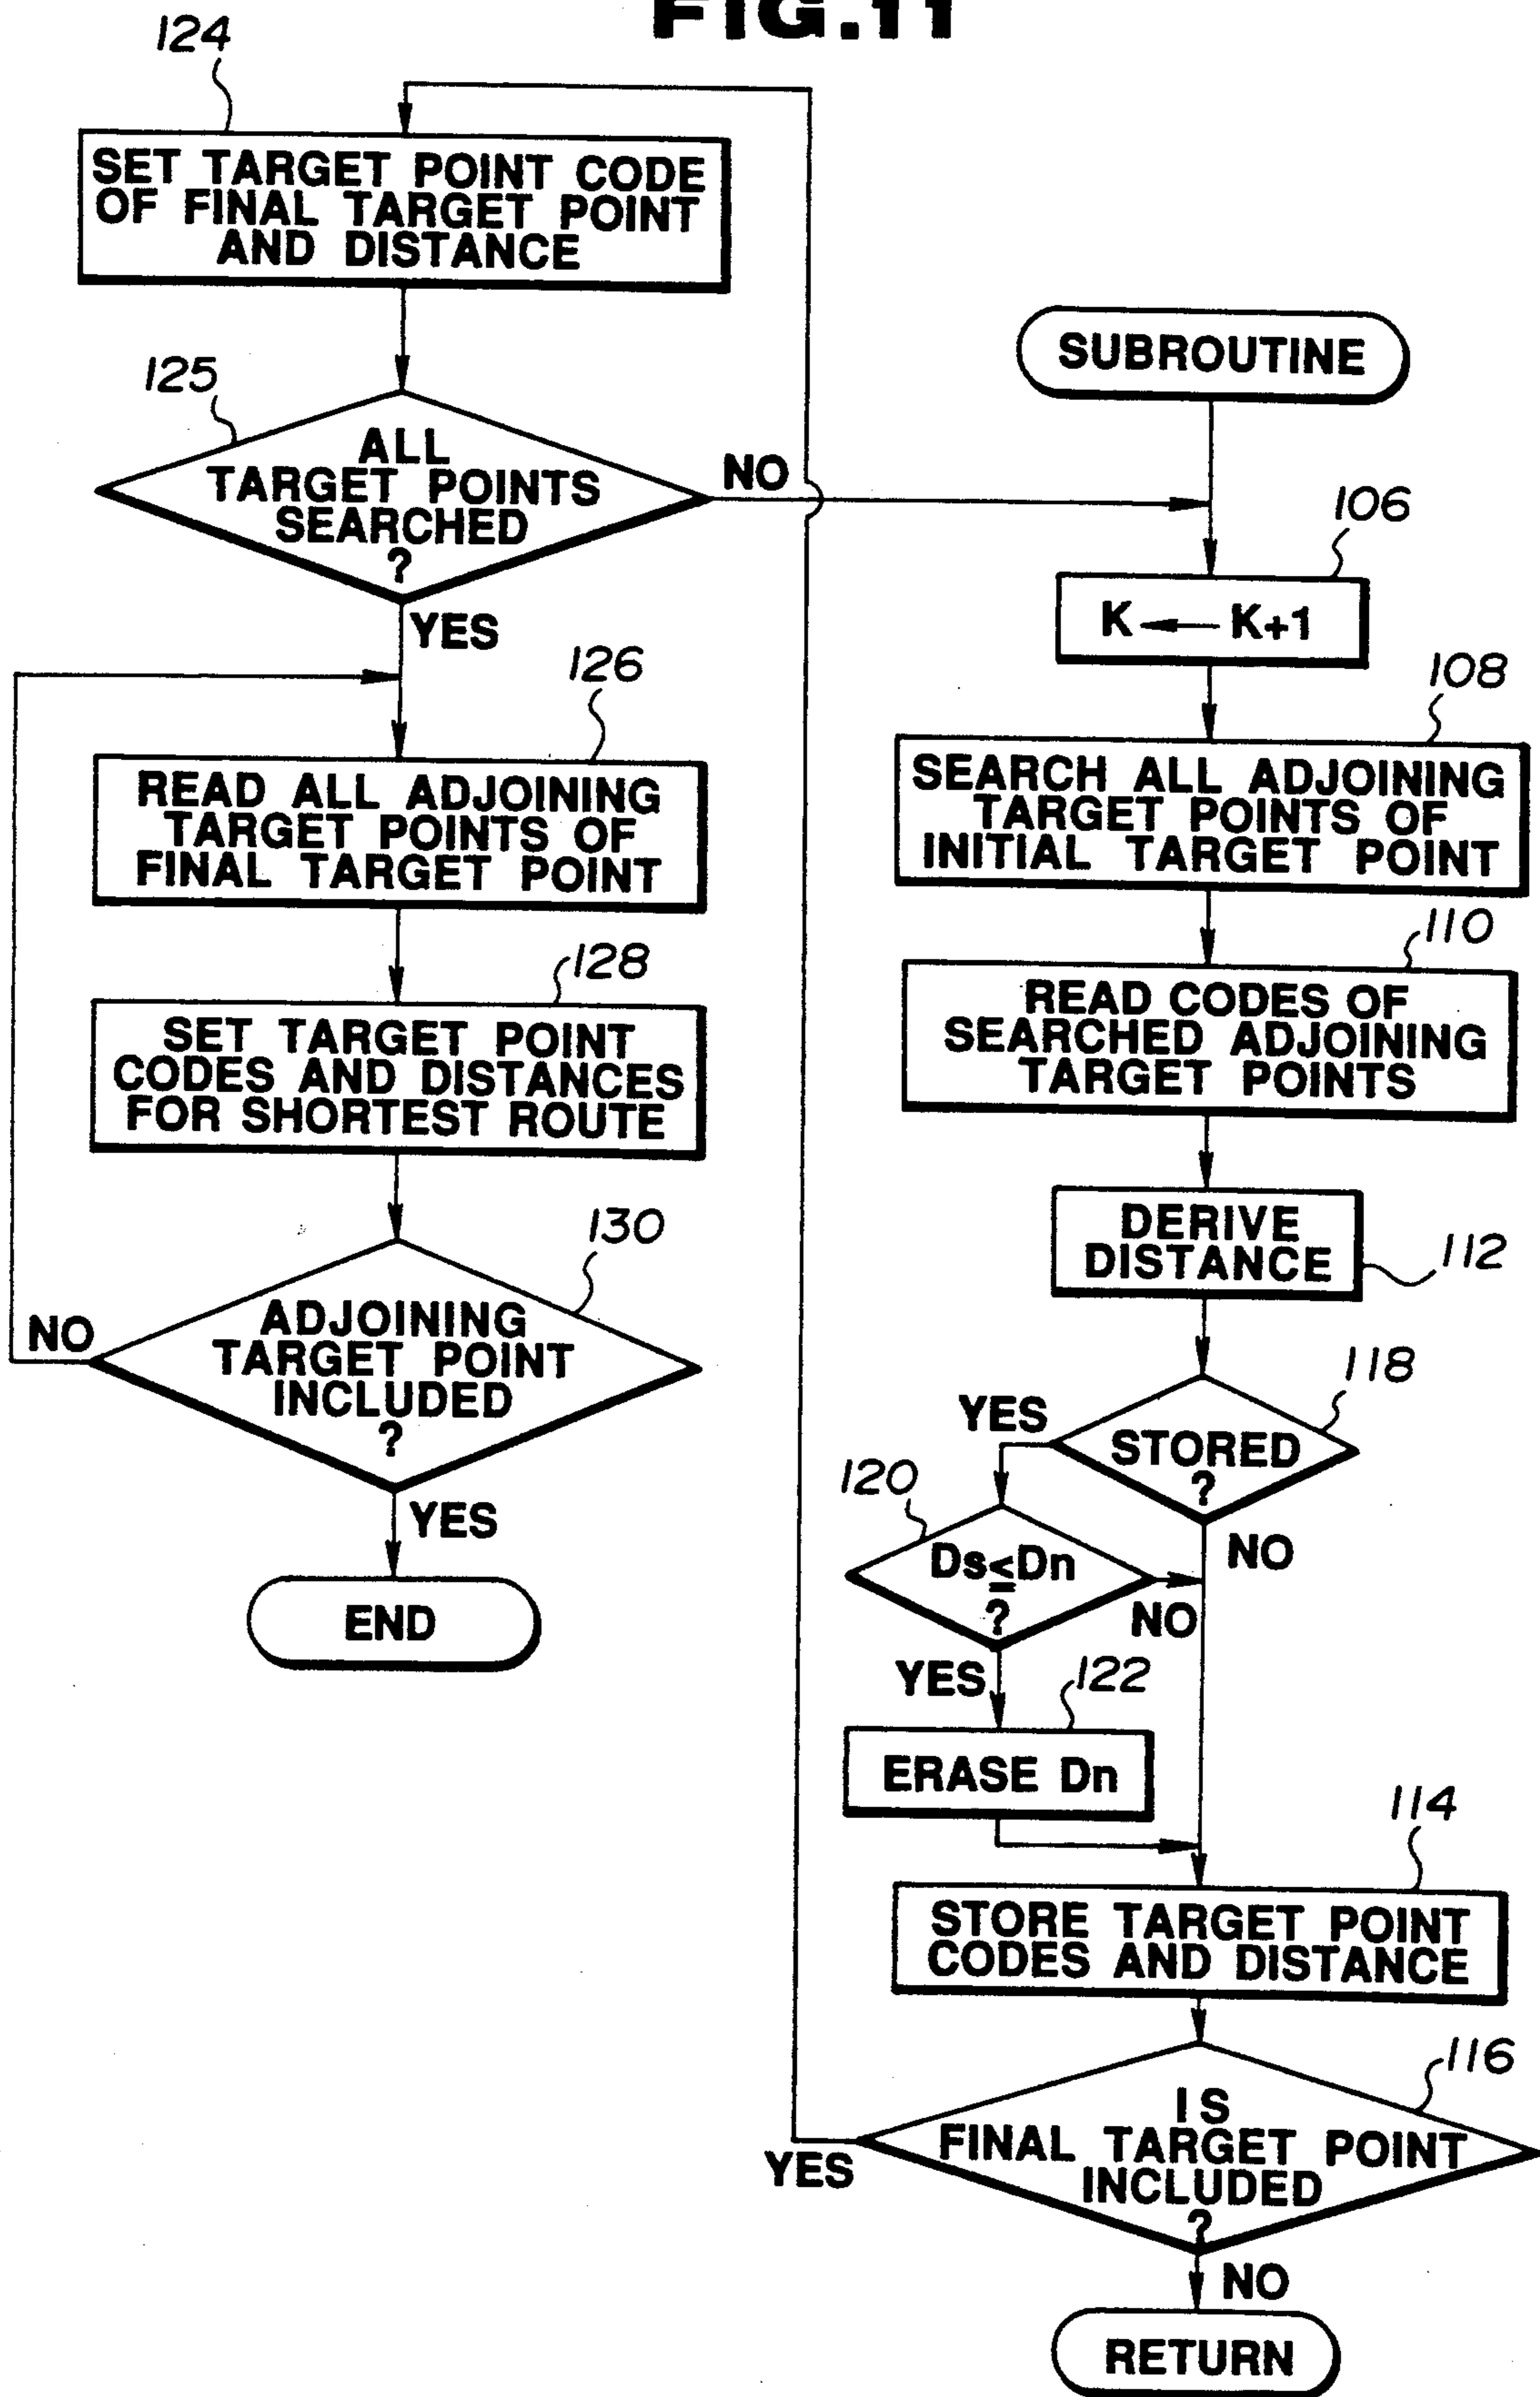 FIG.11
124
SET TARGET POINT CODE
OF FINAL TARGET POINT
AND DISTANCE
125
ALL
TARGET POINTS
SEARCHED
?
NO
YES
126
READ ALL ADJOINING
TARGET POINTS OF
FINAL TARGET POINT
128
SET TARGET POINT
CODES AND DISTANCES
FOR SHORTEST ROUTE
130
ADJOINING
TARGET POINT
INCLUDED
?
NO
YES
END
SUBROUTINE
106
K ← K+1
108
SEARCH ALL ADJOINING
TARGET POINTS OF
INITIAL TARGET POINT
110
READ CODES OF
SEARCHED ADJOINING
TARGET POINTS
DERIVE
DISTANCE
112
118
YES
STORED
?
NO
120
Ds≦Dn
?
NO
YES
122
ERASE Dn
114
STORE TARGET POINT
CODES AND DISTANCE
116
IS
FINAL TARGET POINT
INCLUDED
?
YES
NO
RETURN